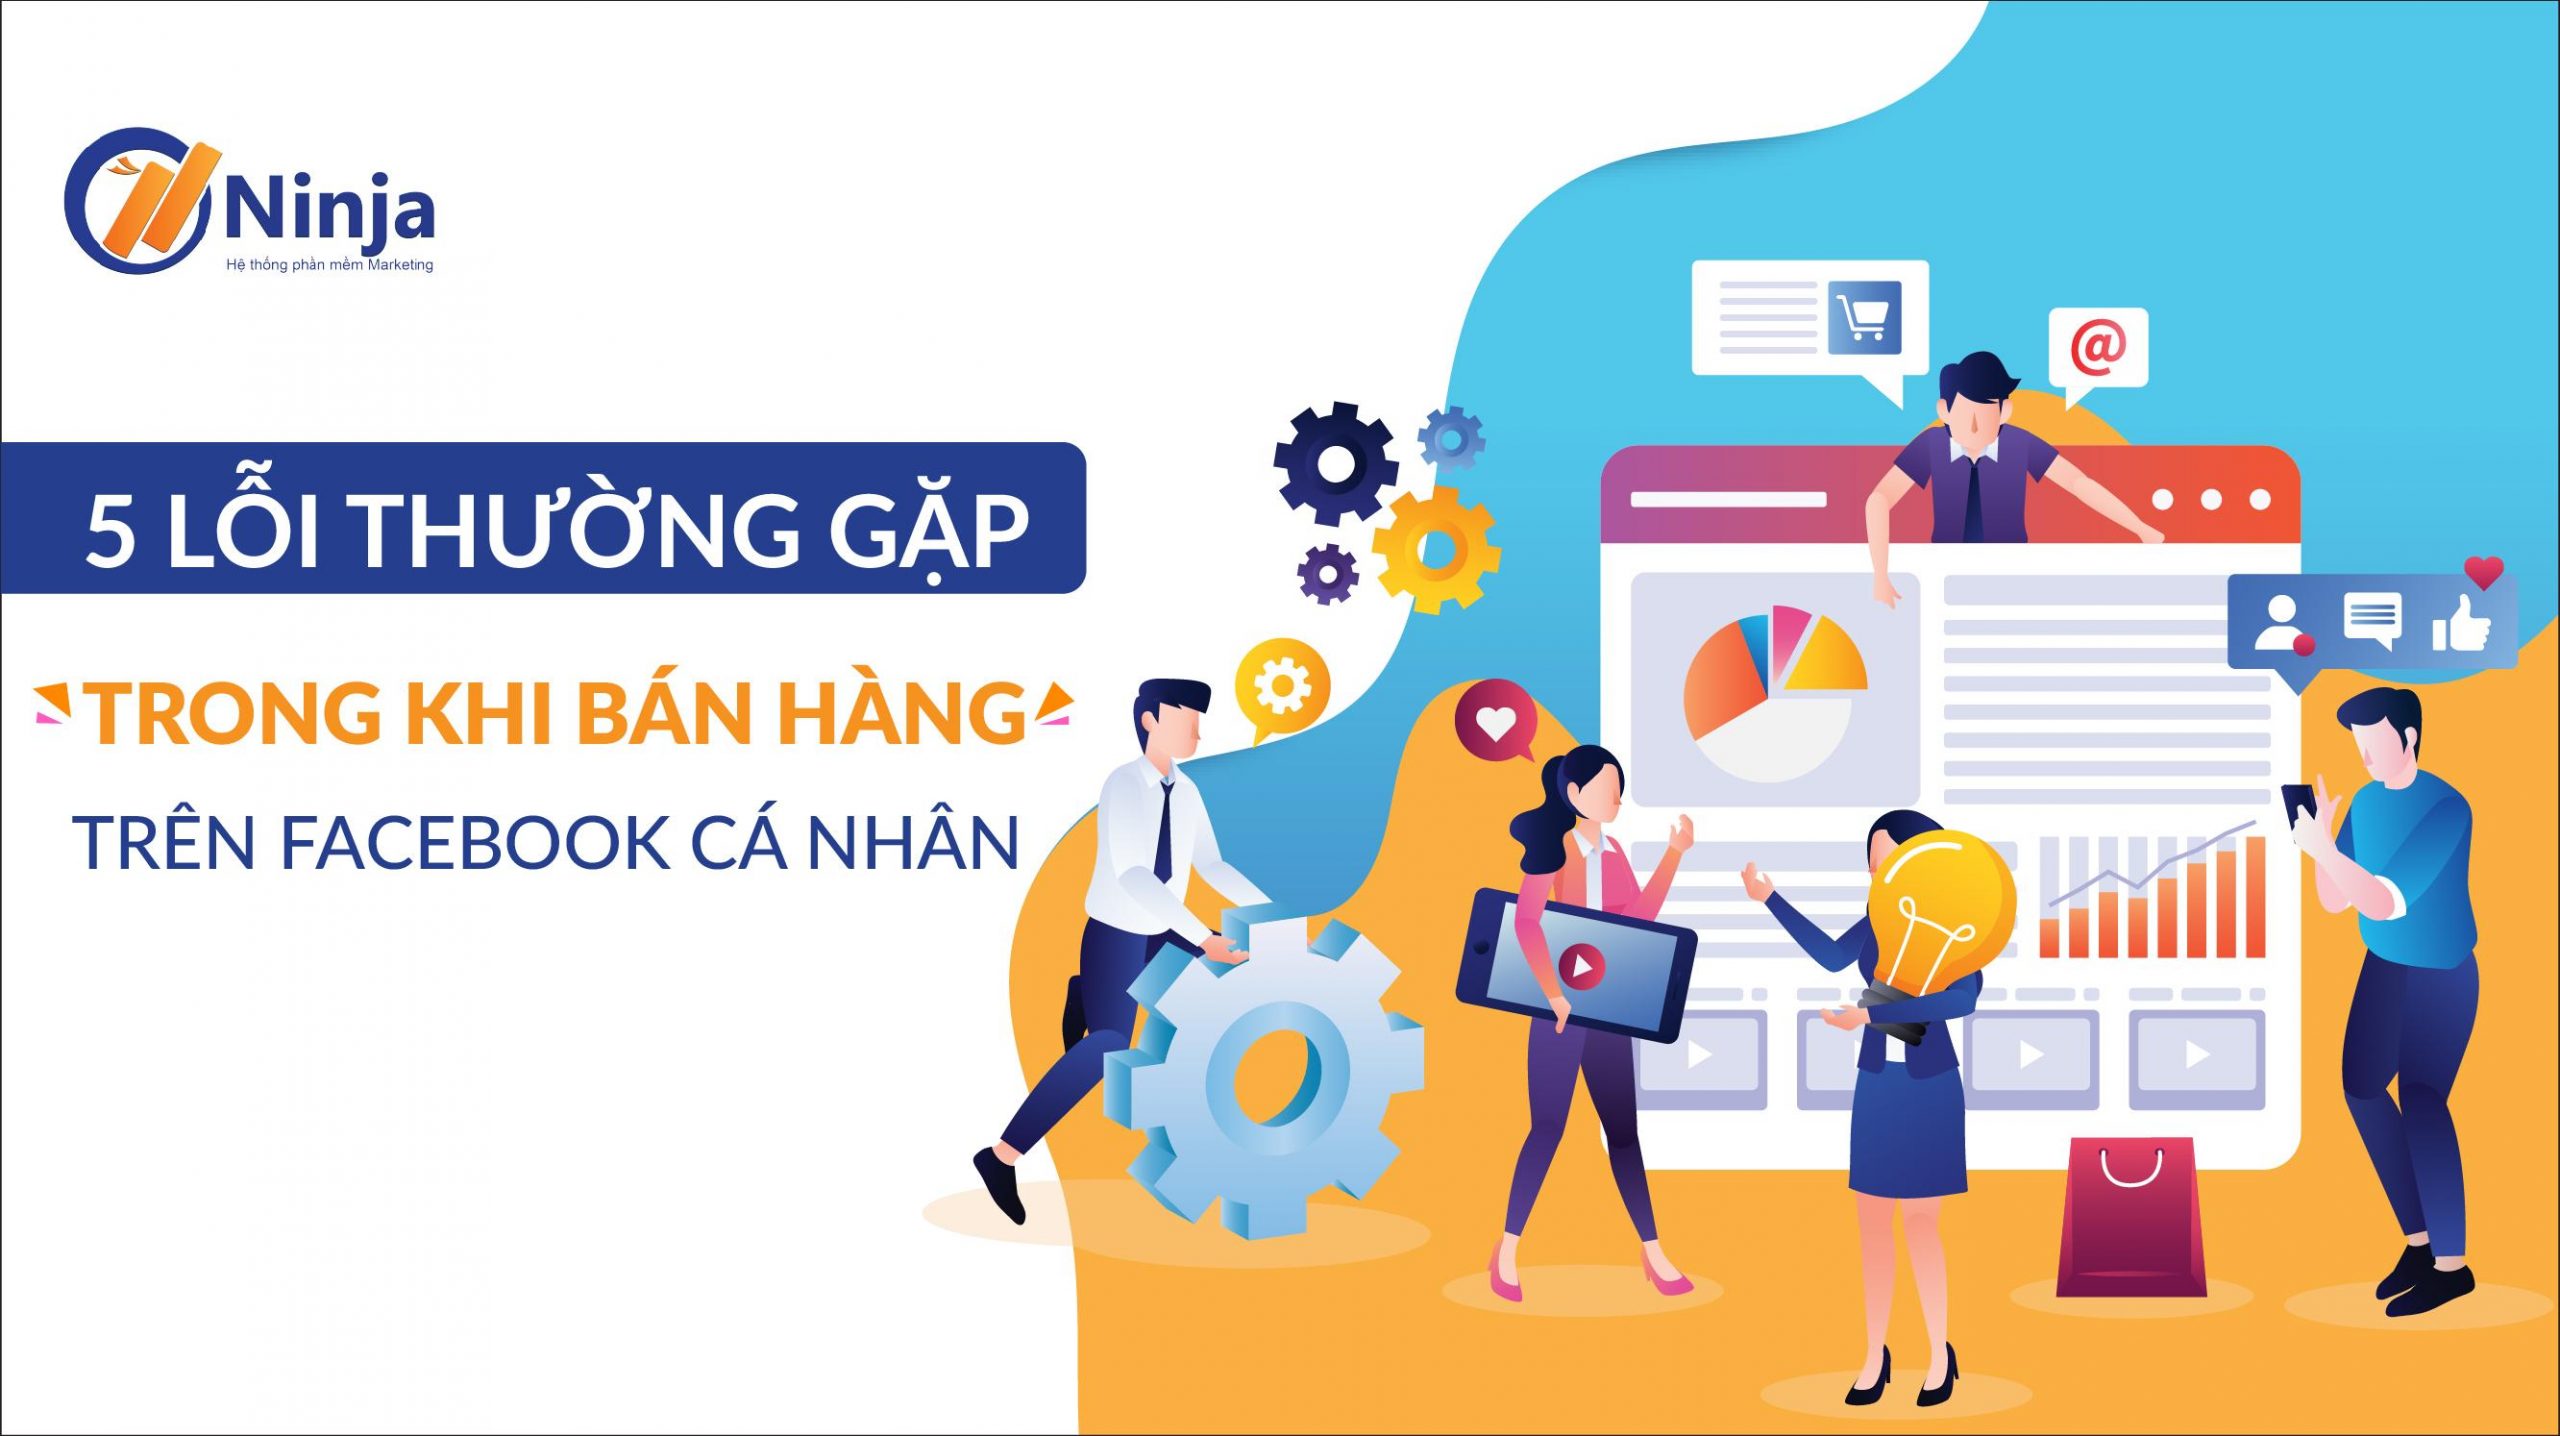 Ninja
Hệ thống phần mềm Marketing
5 LỖI THƯỜNG GẶP
TRONG KHI BÁN HÀNG
TRÊN FACEBOOK CÁ NHÂN
@